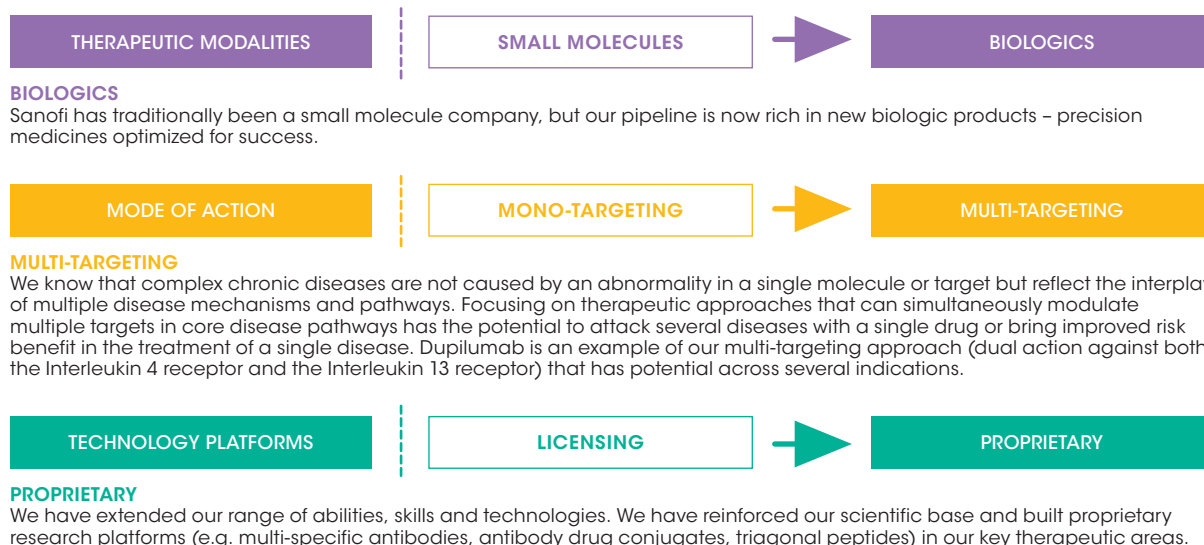 THERAPEUTIC MODALITIES SMALL MOLECULES BIOLOGICS
BIOLOGICS
Sanofi has traditionally been a small molecule company, but our pipeline is now rich in new biologic products – precision
medicines optimized for success.
MODE OF ACTION MONO-TARGETING MULTI-TARGETING
MULTI-TARGETING
We know that complex chronic diseases are not caused by an abnormality in a single molecule or target but reflect the interplay
of multiple disease mechanisms and pathways. Focusing on therapeutic approaches that can simultaneously modulate
multiple targets in core disease pathways has the potential to attack several diseases with a single drug or bring improved risk
benefit in the treatment of a single disease. Dupilumab is an example of our multi-targeting approach (dual action against both
the Interleukin 4 receptor and the Interleukin 13 receptor) that has potential across several indications.
TECHNOLOGY PLATFORMS LICENSING PROPRIETARY
PROPRIETARY
We have extended our range of abilities, skills and technologies. We have reinforced our scientific base and built proprietary
research platforms (e.g. multi-specific antibodies, antibody drug conjugates, triagonal peptides) in our key therapeutic areas.